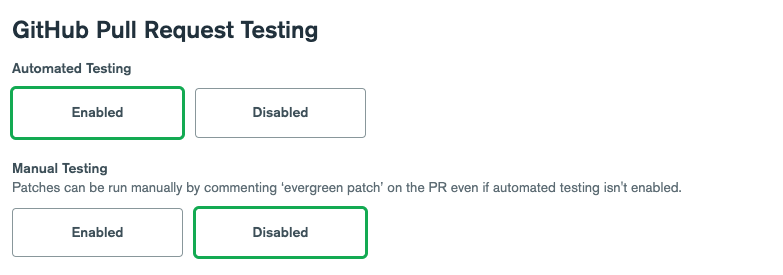 GitHub Pull Request Testing
Automated Testing
Enabled Disabled
Manual Testing
Patches can be run manually by commenting ‘evergreen patch’ on the PR even if automated testing isn't enabled.
Enabled Disabled